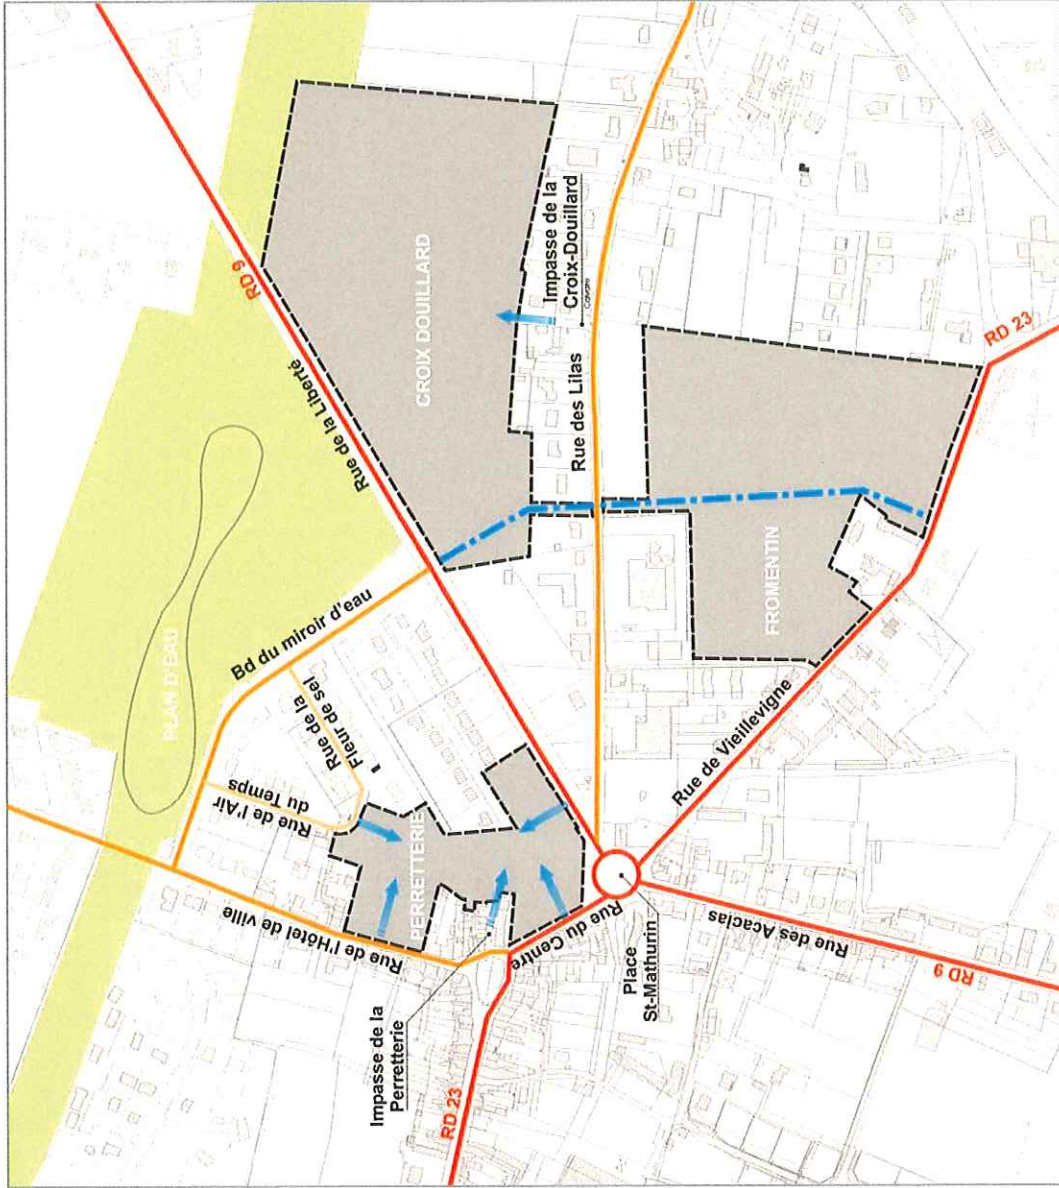 RD 9
Rue de la Liberté
CROIX DOUILLARD
Impasse de la
Croix-Douillard
Calvaire
Rue des Lilas
RD 23
FROMENTIN
PLAN D'EAU
Bd du miroir d'eau
Rue de la
Fleur de sel
Rue de l'Air
du Temps
PERRETTERIE
Rue de l'Hôtel de ville
Rue de Vieillevigne
Rue du Centre
Place
St-Mathurin
Rue des Acacias
RD 9
Impasse de la
Perretterie
RD 23
P